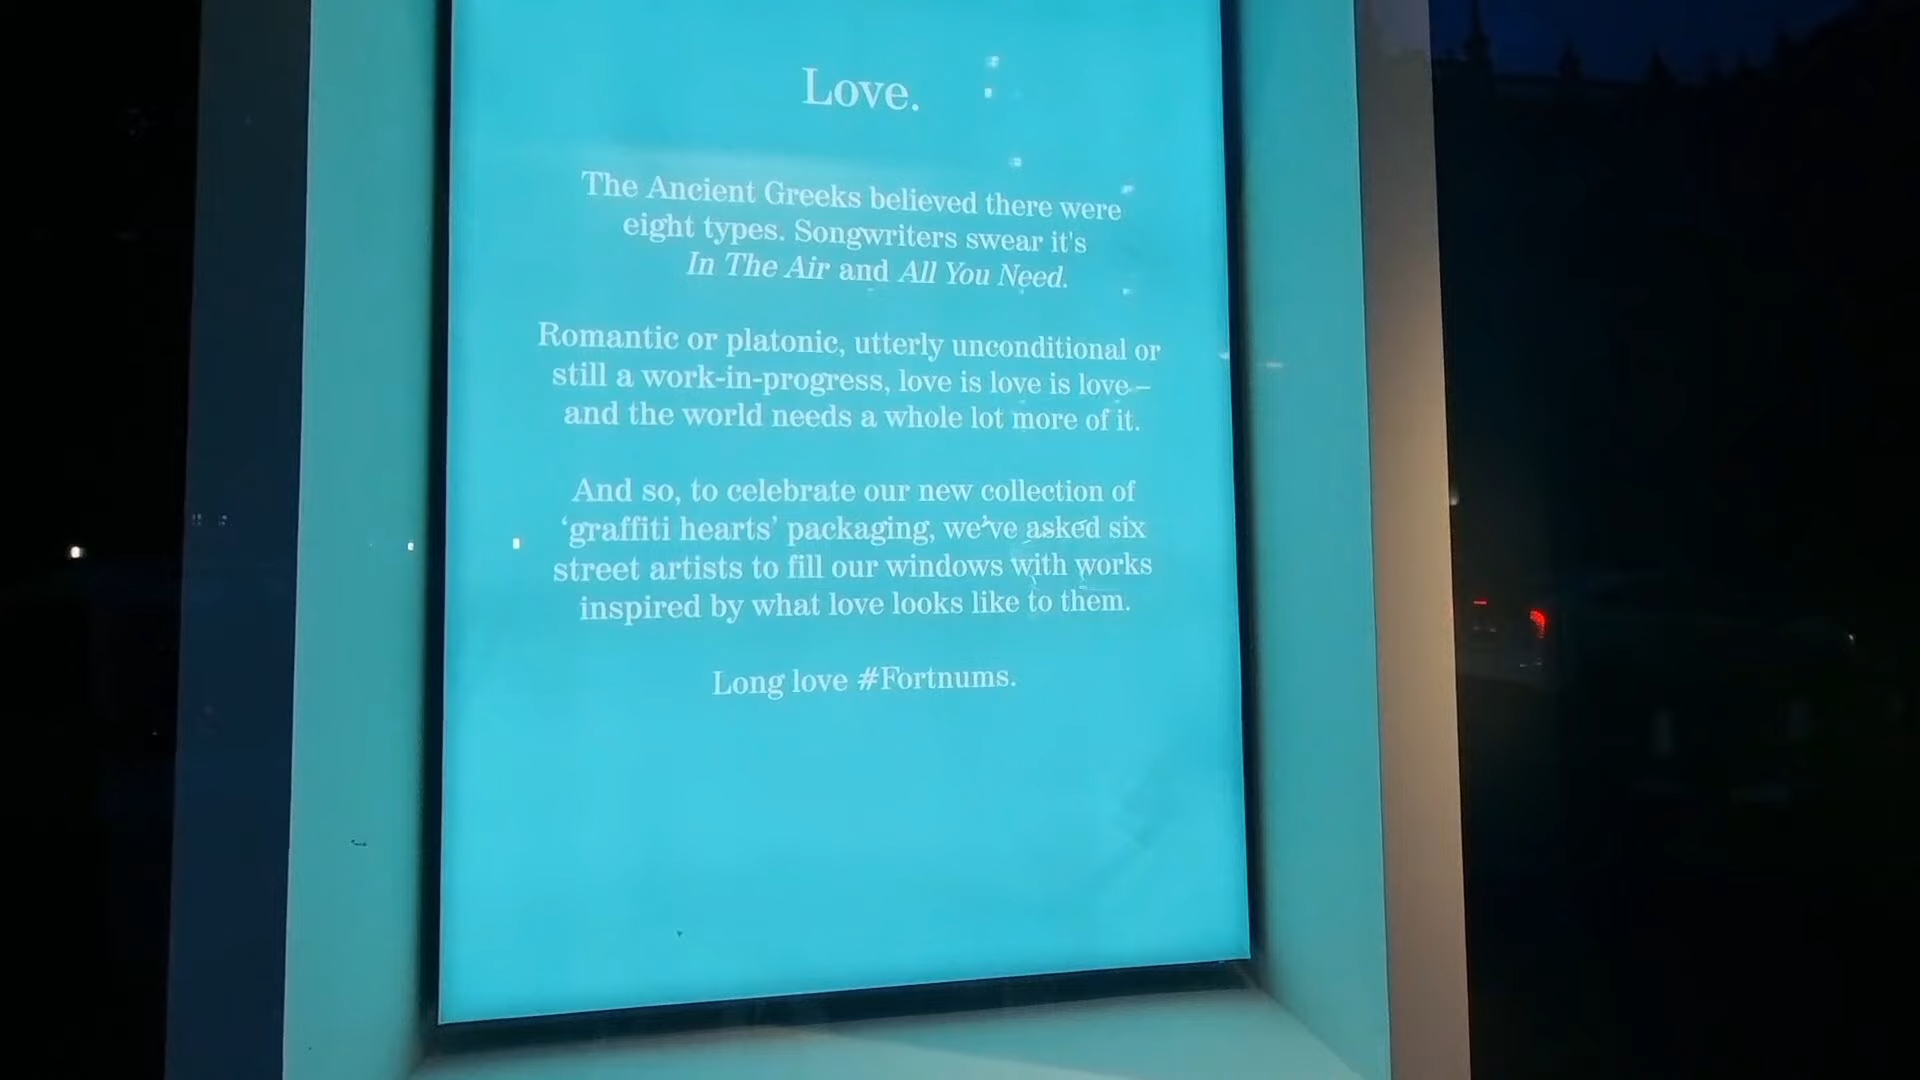 Love.
The Ancient Greeks believed there were
eight types. Songwriters swear it's
In The Air and All You Need.
Romantic or platonic, utterly unconditional or
still a work-in-progress, love is love is love –
and the world needs a whole lot more of it.
And so, to celebrate our new collection of
‘graffiti hearts’ packaging, we’ve asked six
street artists to fill our windows with works
inspired by what love looks like to them.
Long love #Fortnums.